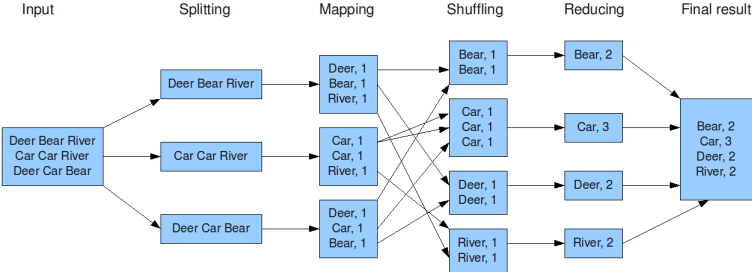 Input
Splitting
Mapping
Shuffling
Reducing
Final result
Deer Bear River
Car Car River
Deer Car Bear
Deer Bear River
Car Car River
Deer Car Bear
Deer, 1
Bear, 1
River, 1
Car, 1
Car, 1
River, 1
Deer, 1
Car, 1
Bear, 1
Bear, 1
Bear, 1
Car, 1
Car, 1
Car, 1
Deer, 1
Deer, 1
River, 1
River, 1
Bear, 2
Car, 3
Deer, 2
River, 2
Bear, 2
Car, 3
Deer, 2
River, 2